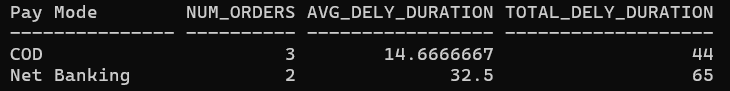 Pay Mode        NUM_ORDERS AVG_DELY_DURATION TOTAL_DELY_DURATION
--------------- ---------- ----------------- -------------------
COD                      3        14.6666667                  44
Net Banking              2              32.5                  65